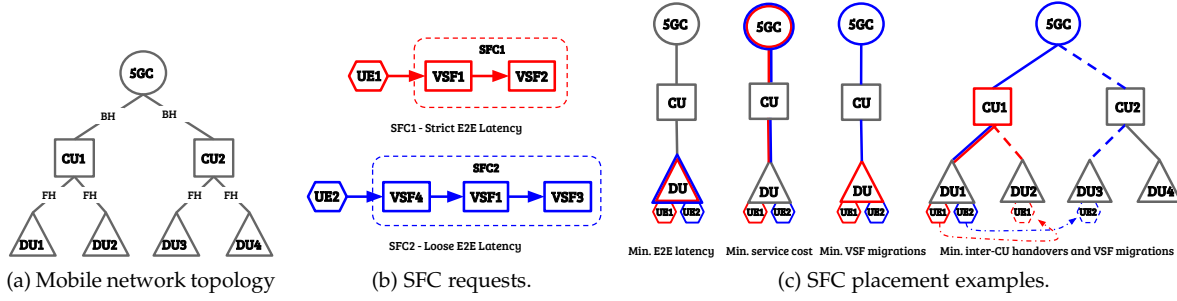 5GC
BH
BH
CU1
CU2
FH
FH
FH
FH
DU1
DU2
DU3
DU4
(a) Mobile network topology
SFC1
UE1
VSF1
VSF2
SFC1 - Strict E2E Latency
SFC2
UE2
VSF4
VSF1
VSF3
SFC2 - Loose E2E Latency
(b) SFC requests.
5GC
CU
DU
UE1
UE2
Min. E2E latency
5GC
CU
DU
UE1
UE2
Min. service cost
5GC
CU
DU
UE1
UE2
Min. VSF migrations
5GC
CU1
CU2
DU1
DU2
DU3
DU4
UE1
UE2
UE1
UE2
Min. inter-CU handovers and VSF migrations
(c) SFC placement examples.